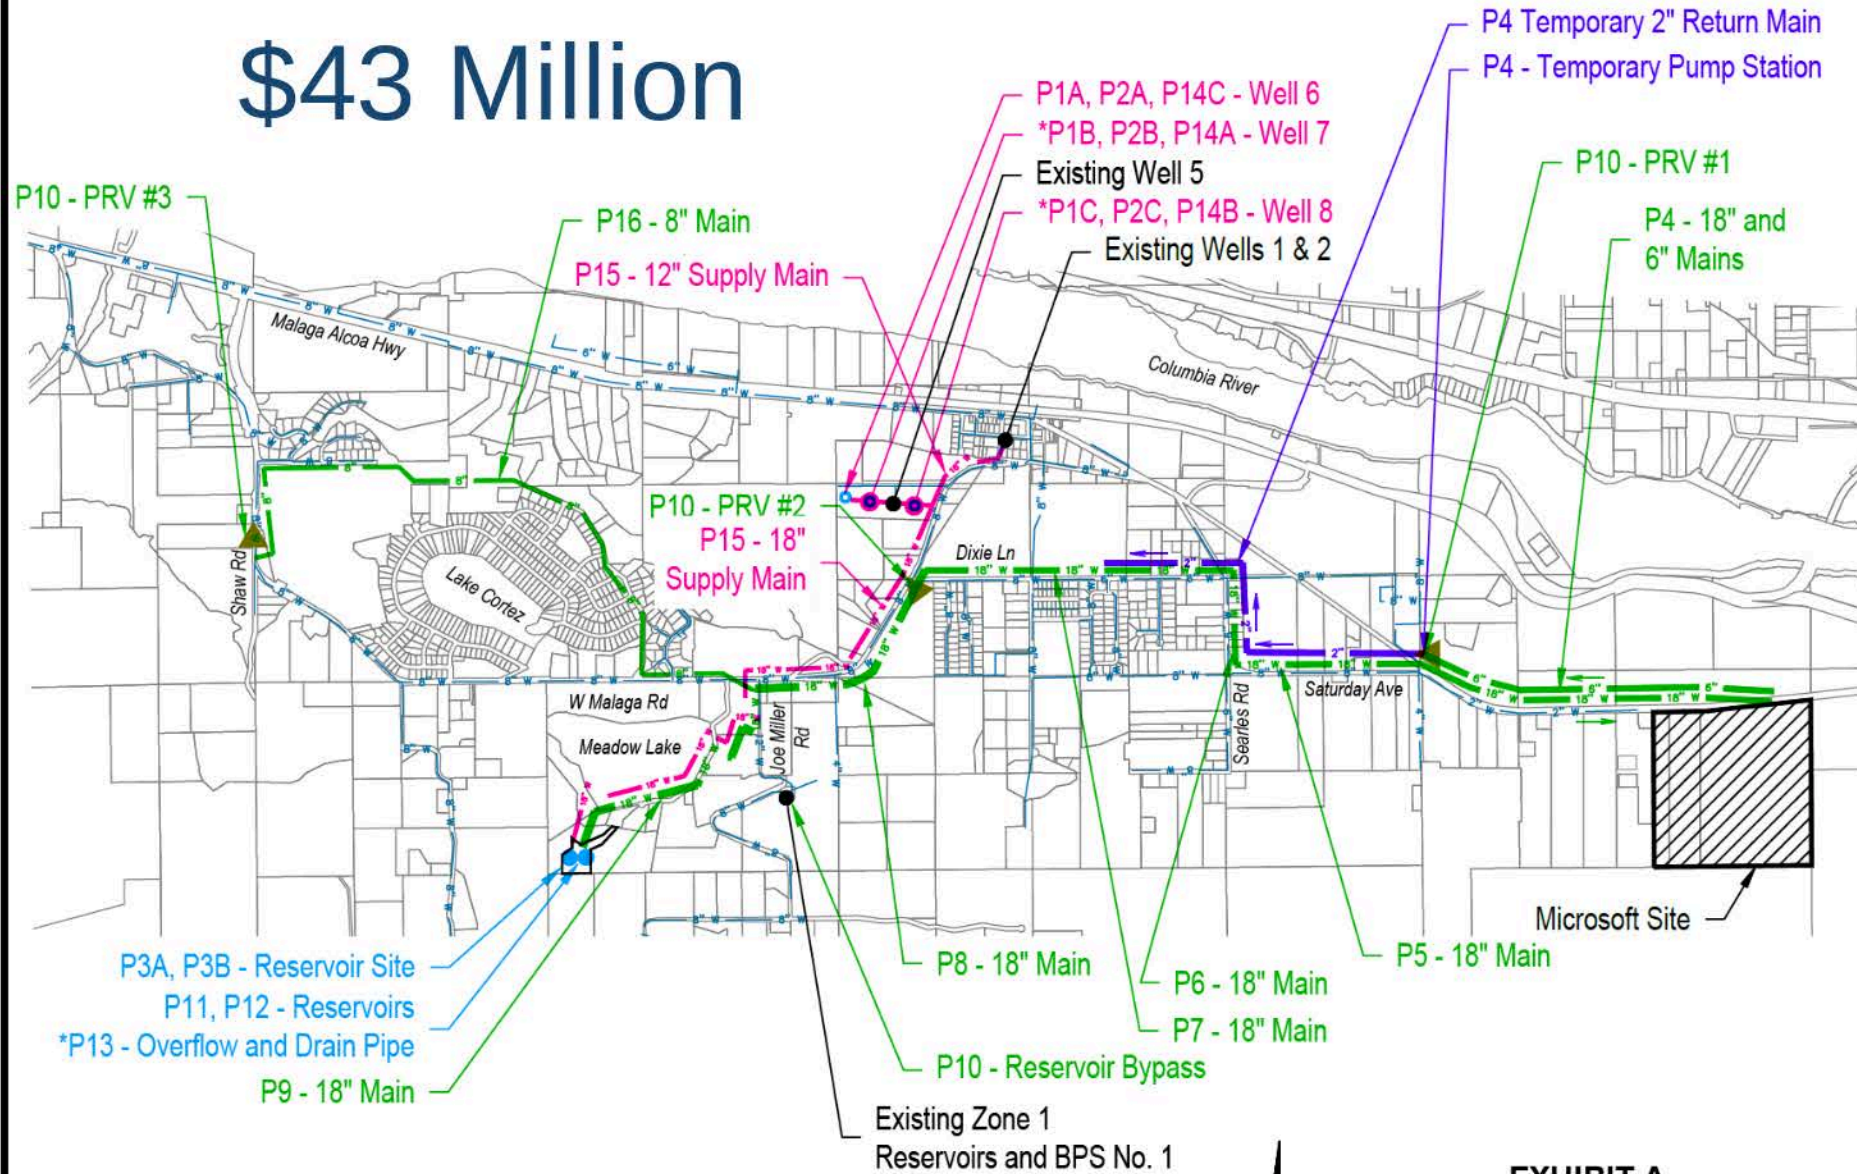 $43 Million
P4 Temporary 2" Return Main
P4 - Temporary Pump Station
P1A, P2A, P14C - Well 6
*P1B, P2B, P14A - Well 7
Existing Well 5
*P1C, P2C, P14B - Well 8
Existing Wells 1 & 2
P10 - PRV #1
P4 - 18" and
6" Mains
P10 - PRV #3
P16 - 8" Main
P15 - 12" Supply Main
Malaga Alcoa Hwy
Columbia River
P10 - PRV #2
P15 - 18"
Supply Main
Dixie Ln
Shaw Rd
Lake Cortez
W Malaga Rd
Meadow Lake
Joe Miller
Rd
Searles Rd
Saturday Ave
Microsoft Site
P3A, P3B - Reservoir Site
P11, P12 - Reservoirs
*P13 - Overflow and Drain Pipe
P9 - 18" Main
P8 - 18" Main
P5 - 18" Main
P6 - 18" Main
P7 - 18" Main
P10 - Reservoir Bypass
Existing Zone 1
Reservoirs and BPS No. 1
EXHIBIT A